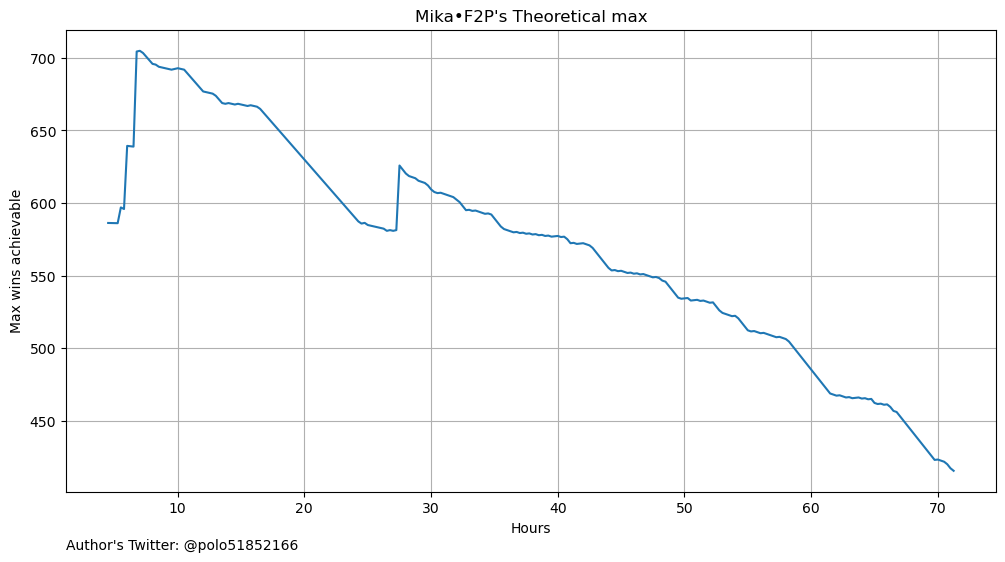 Mika•F2P's Theoretical max
Max wins achievable
700
650
600
550
500
450
10 20 30 40 50 60 70
Hours
Author's Twitter: @polo51852166